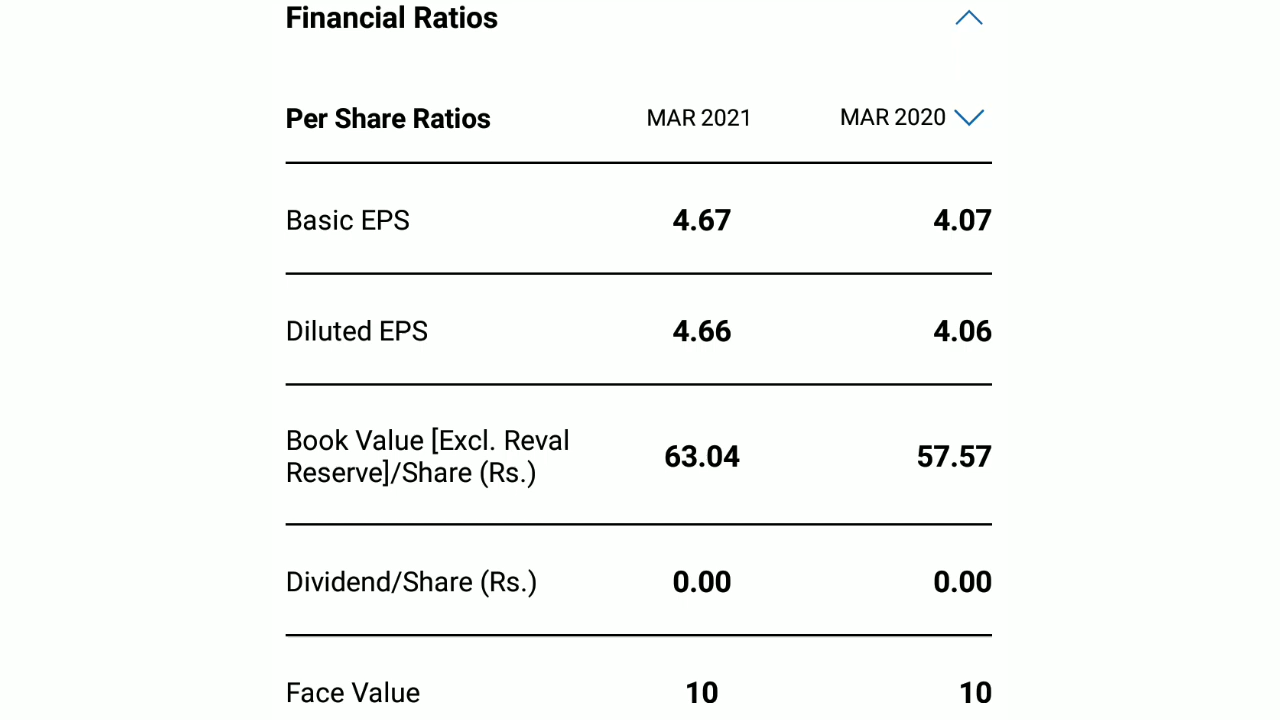 Financial Ratios
Per Share Ratios MAR 2021 MAR 2020
Basic EPS 4.67 4.07
Diluted EPS 4.66 4.06
Book Value [Excl. Reval
Reserve]/Share (Rs.) 63.04 57.57
Dividend/Share (Rs.) 0.00 0.00
Face Value 10 10